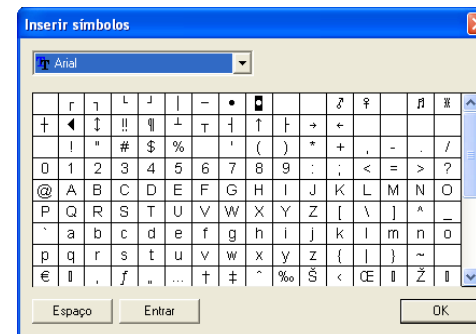 Inserir símbolos
Arial
┌ ┐ └ ┘ │ ─ • ◘ ♂ ♀ ♫
┼ ◄ ↕ ‼ ¶ ┴ ┬ ┤ ↑ ├ → ←
! " # $ % ' ( ) * + , - . /
0 1 2 3 4 5 6 7 8 9 : ; < = > ?
@ A B C D E F G H I J K L M N O
P Q R S T U V W X Y Z [ \ ] ^ _
` a b c d e f g h i j k l m n o
p q r s t u v w x y z { | } ~
€ ‚ ƒ „ … † ‡ ˆ ‰ Š ‹ Œ Ž
Espaço Entrar OK